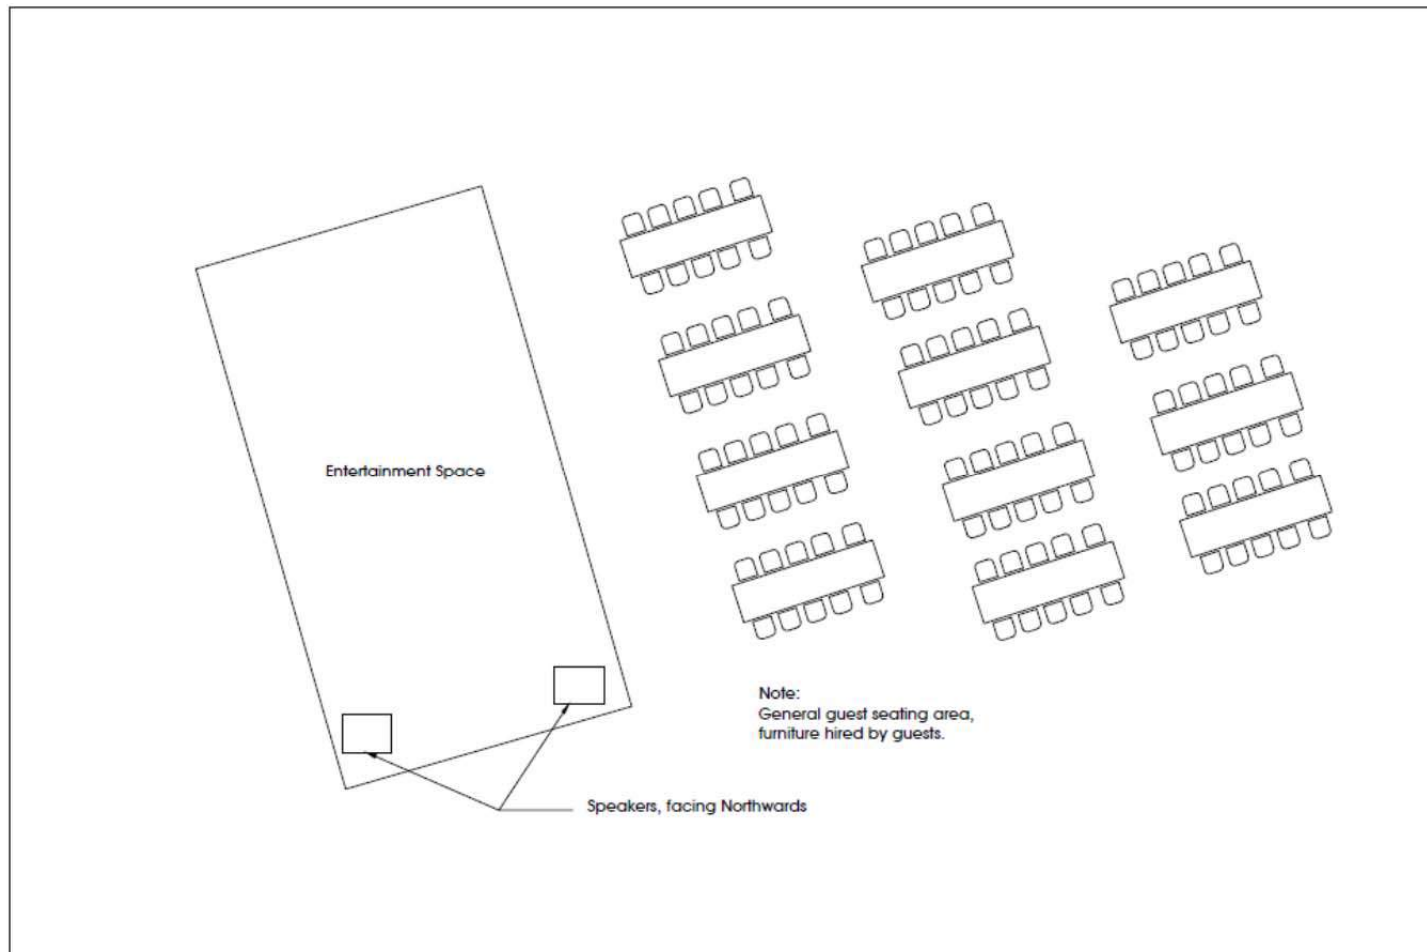 Entertainment Space
Note:
General guest seating area,
furniture hired by guests.
Speakers, facing Northwards